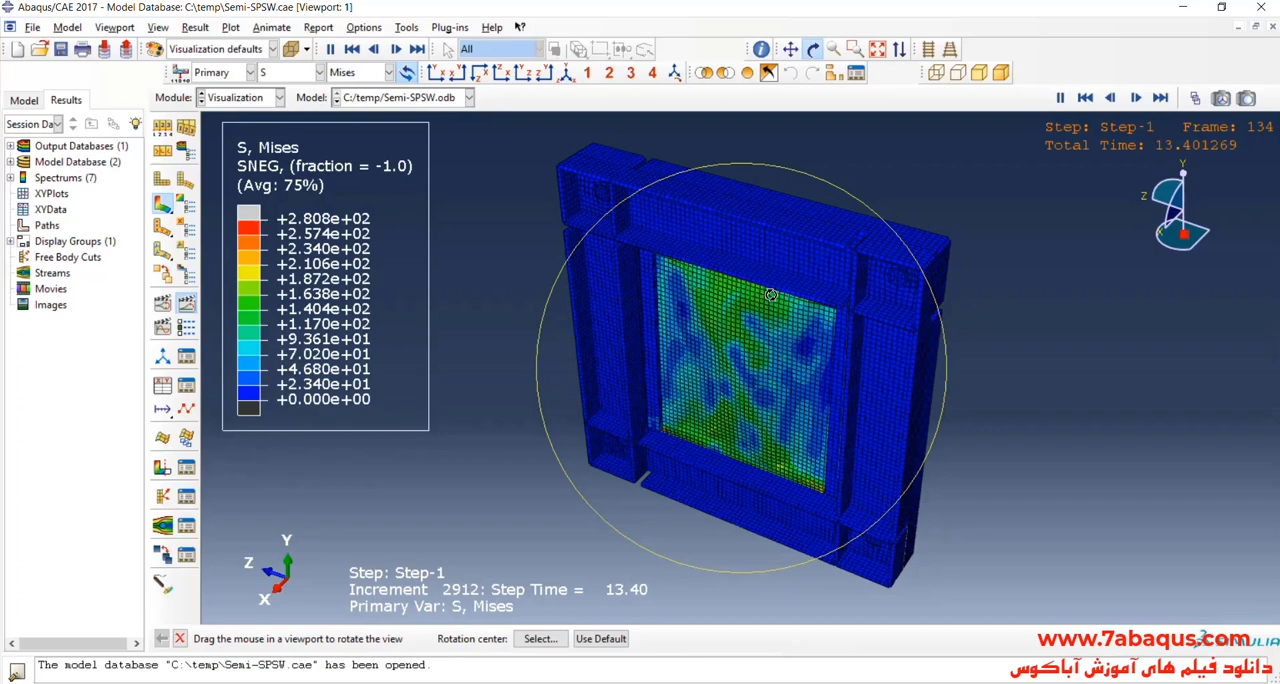 Abaqus/CAE 2017 - Model Database: C:\temp\Semi-SPSW.cae [Viewport: 1]
File Model Viewport View Result Plot Animate Report Options Tools Plug-ins Help
Visualization defaults All
Primary S Mises 1 2 3 4
Model Results Module: Visualization Model: C:/temp/Semi-SPSW.odb
Session Da
Output Databases (1)
Model Database (2)
Spectrums (7)
XYPlots
XYData
Paths
Display Groups (1)
Free Body Cuts
Streams
Movies
Images
S, Mises
SNEG, (fraction = -1.0)
(Avg: 75%)
+2.808e+02
+2.574e+02
+2.340e+02
+2.106e+02
+1.872e+02
+1.638e+02
+1.404e+02
+1.170e+02
+9.361e+01
+7.020e+01
+4.680e+01
+2.340e+01
+0.000e+00
Step: Step-1 Frame: 134
Total Time: 13.401269
Y
Z
Y
Z
X
Step: Step-1
Increment 2912: Step Time = 13.40
Primary Var: S, Mises
Drag the mouse in a viewport to rotate the view Rotation center: Select... Use Default
The model database "C:\temp\Semi-SPSW.cae" has been opened.
www.7abaqus.com
دانلود فیلم های آموزش آباکوس